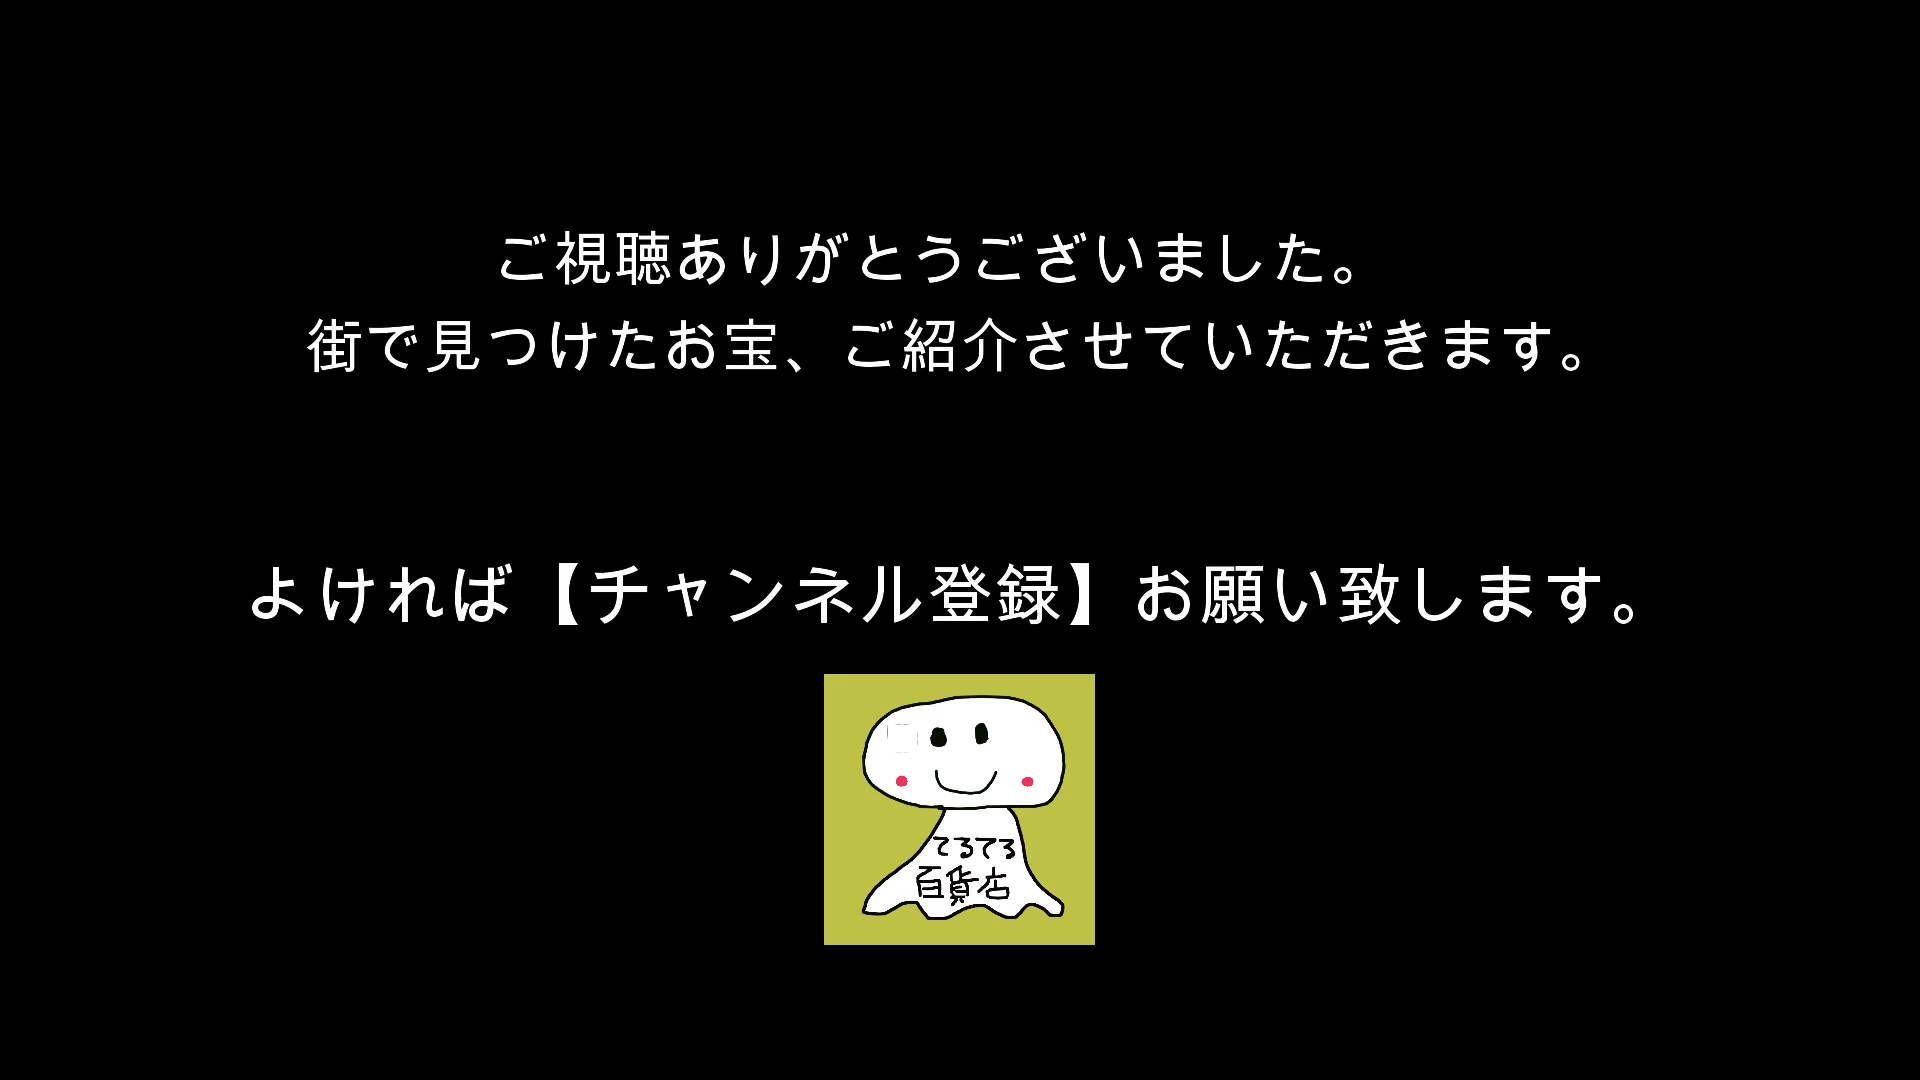 ご視聴ありがとうございました。
街で見つけたお宝、ご紹介させていただきます。
よければ【チャンネル登録】お願い致します。
てるてる
百貨店